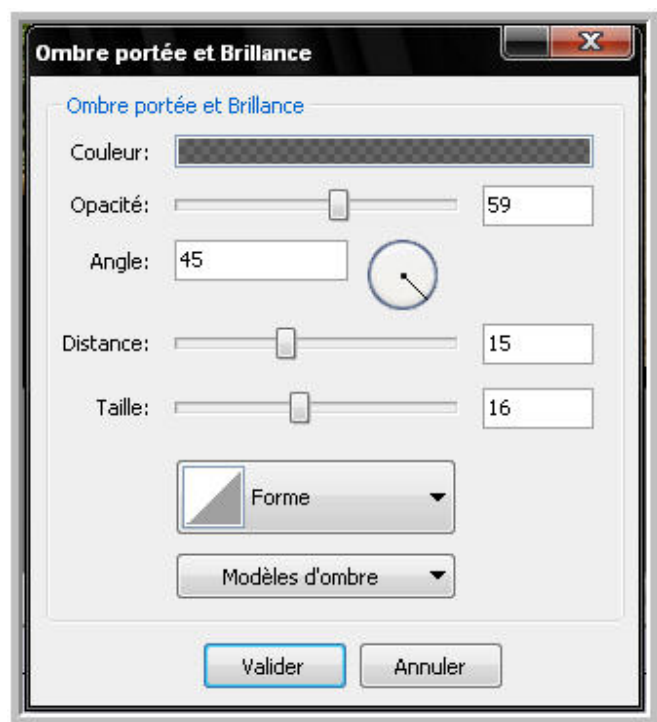 Ombre portée et Brillance
Ombre portée et Brillance
Couleur:
Opacité: 59
Angle: 45
Distance: 15
Taille: 16
Forme
Modèles d'ombre
Valider Annuler